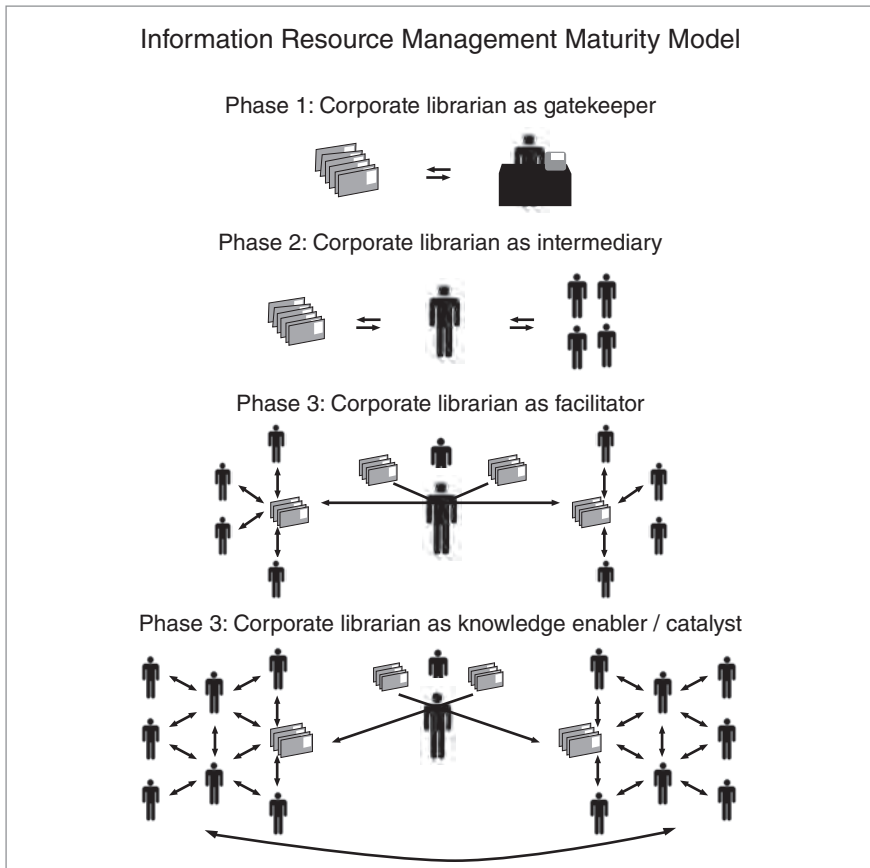 Information Resource Management Maturity Model
Phase 1: Corporate librarian as gatekeeper
Phase 2: Corporate librarian as intermediary
Phase 3: Corporate librarian as facilitator
Phase 3: Corporate librarian as knowledge enabler / catalyst